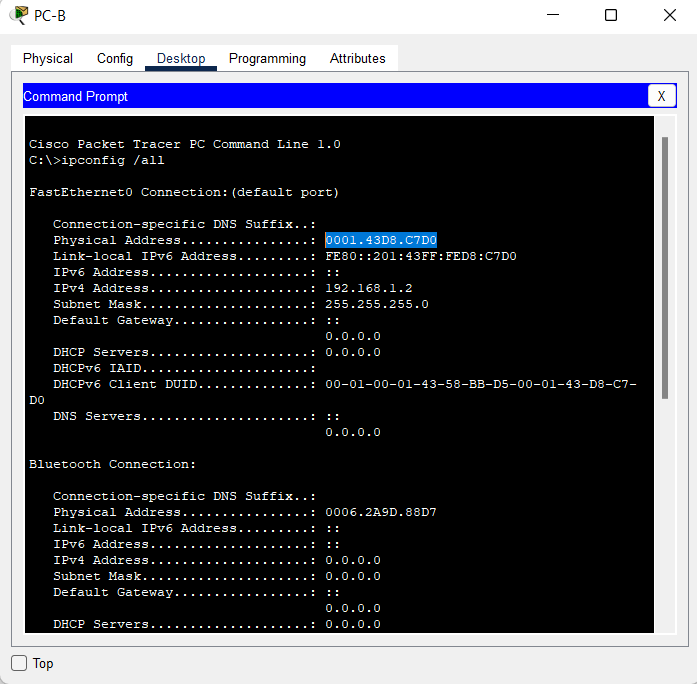 PC-B
Physical Config Desktop Programming Attributes
Command Prompt X
Cisco Packet Tracer PC Command Line 1.0
C:\>ipconfig /all
FastEthernet0 Connection:(default port)
Connection-specific DNS Suffix..:
Physical Address................: 0001.43D8.C7D0
Link-local IPv6 Address.........: FE80::201:43FF:FED8:C7D0
IPv6 Address....................: ::
IPv4 Address....................: 192.168.1.2
Subnet Mask.....................: 255.255.255.0
Default Gateway.................: ::
0.0.0.0
DHCP Servers....................: 0.0.0.0
DHCPv6 IAID.....................:
DHCPv6 Client DUID..............: 00-01-00-01-43-58-BB-D5-00-01-43-D8-C7-
D0
DNS Servers.....................: ::
0.0.0.0
Bluetooth Connection:
Connection-specific DNS Suffix..:
Physical Address................: 0006.2A9D.88D7
Link-local IPv6 Address.........: ::
IPv6 Address....................: ::
IPv4 Address....................: 0.0.0.0
Subnet Mask.....................: 0.0.0.0
Default Gateway.................: ::
0.0.0.0
DHCP Servers....................: 0.0.0.0
Top